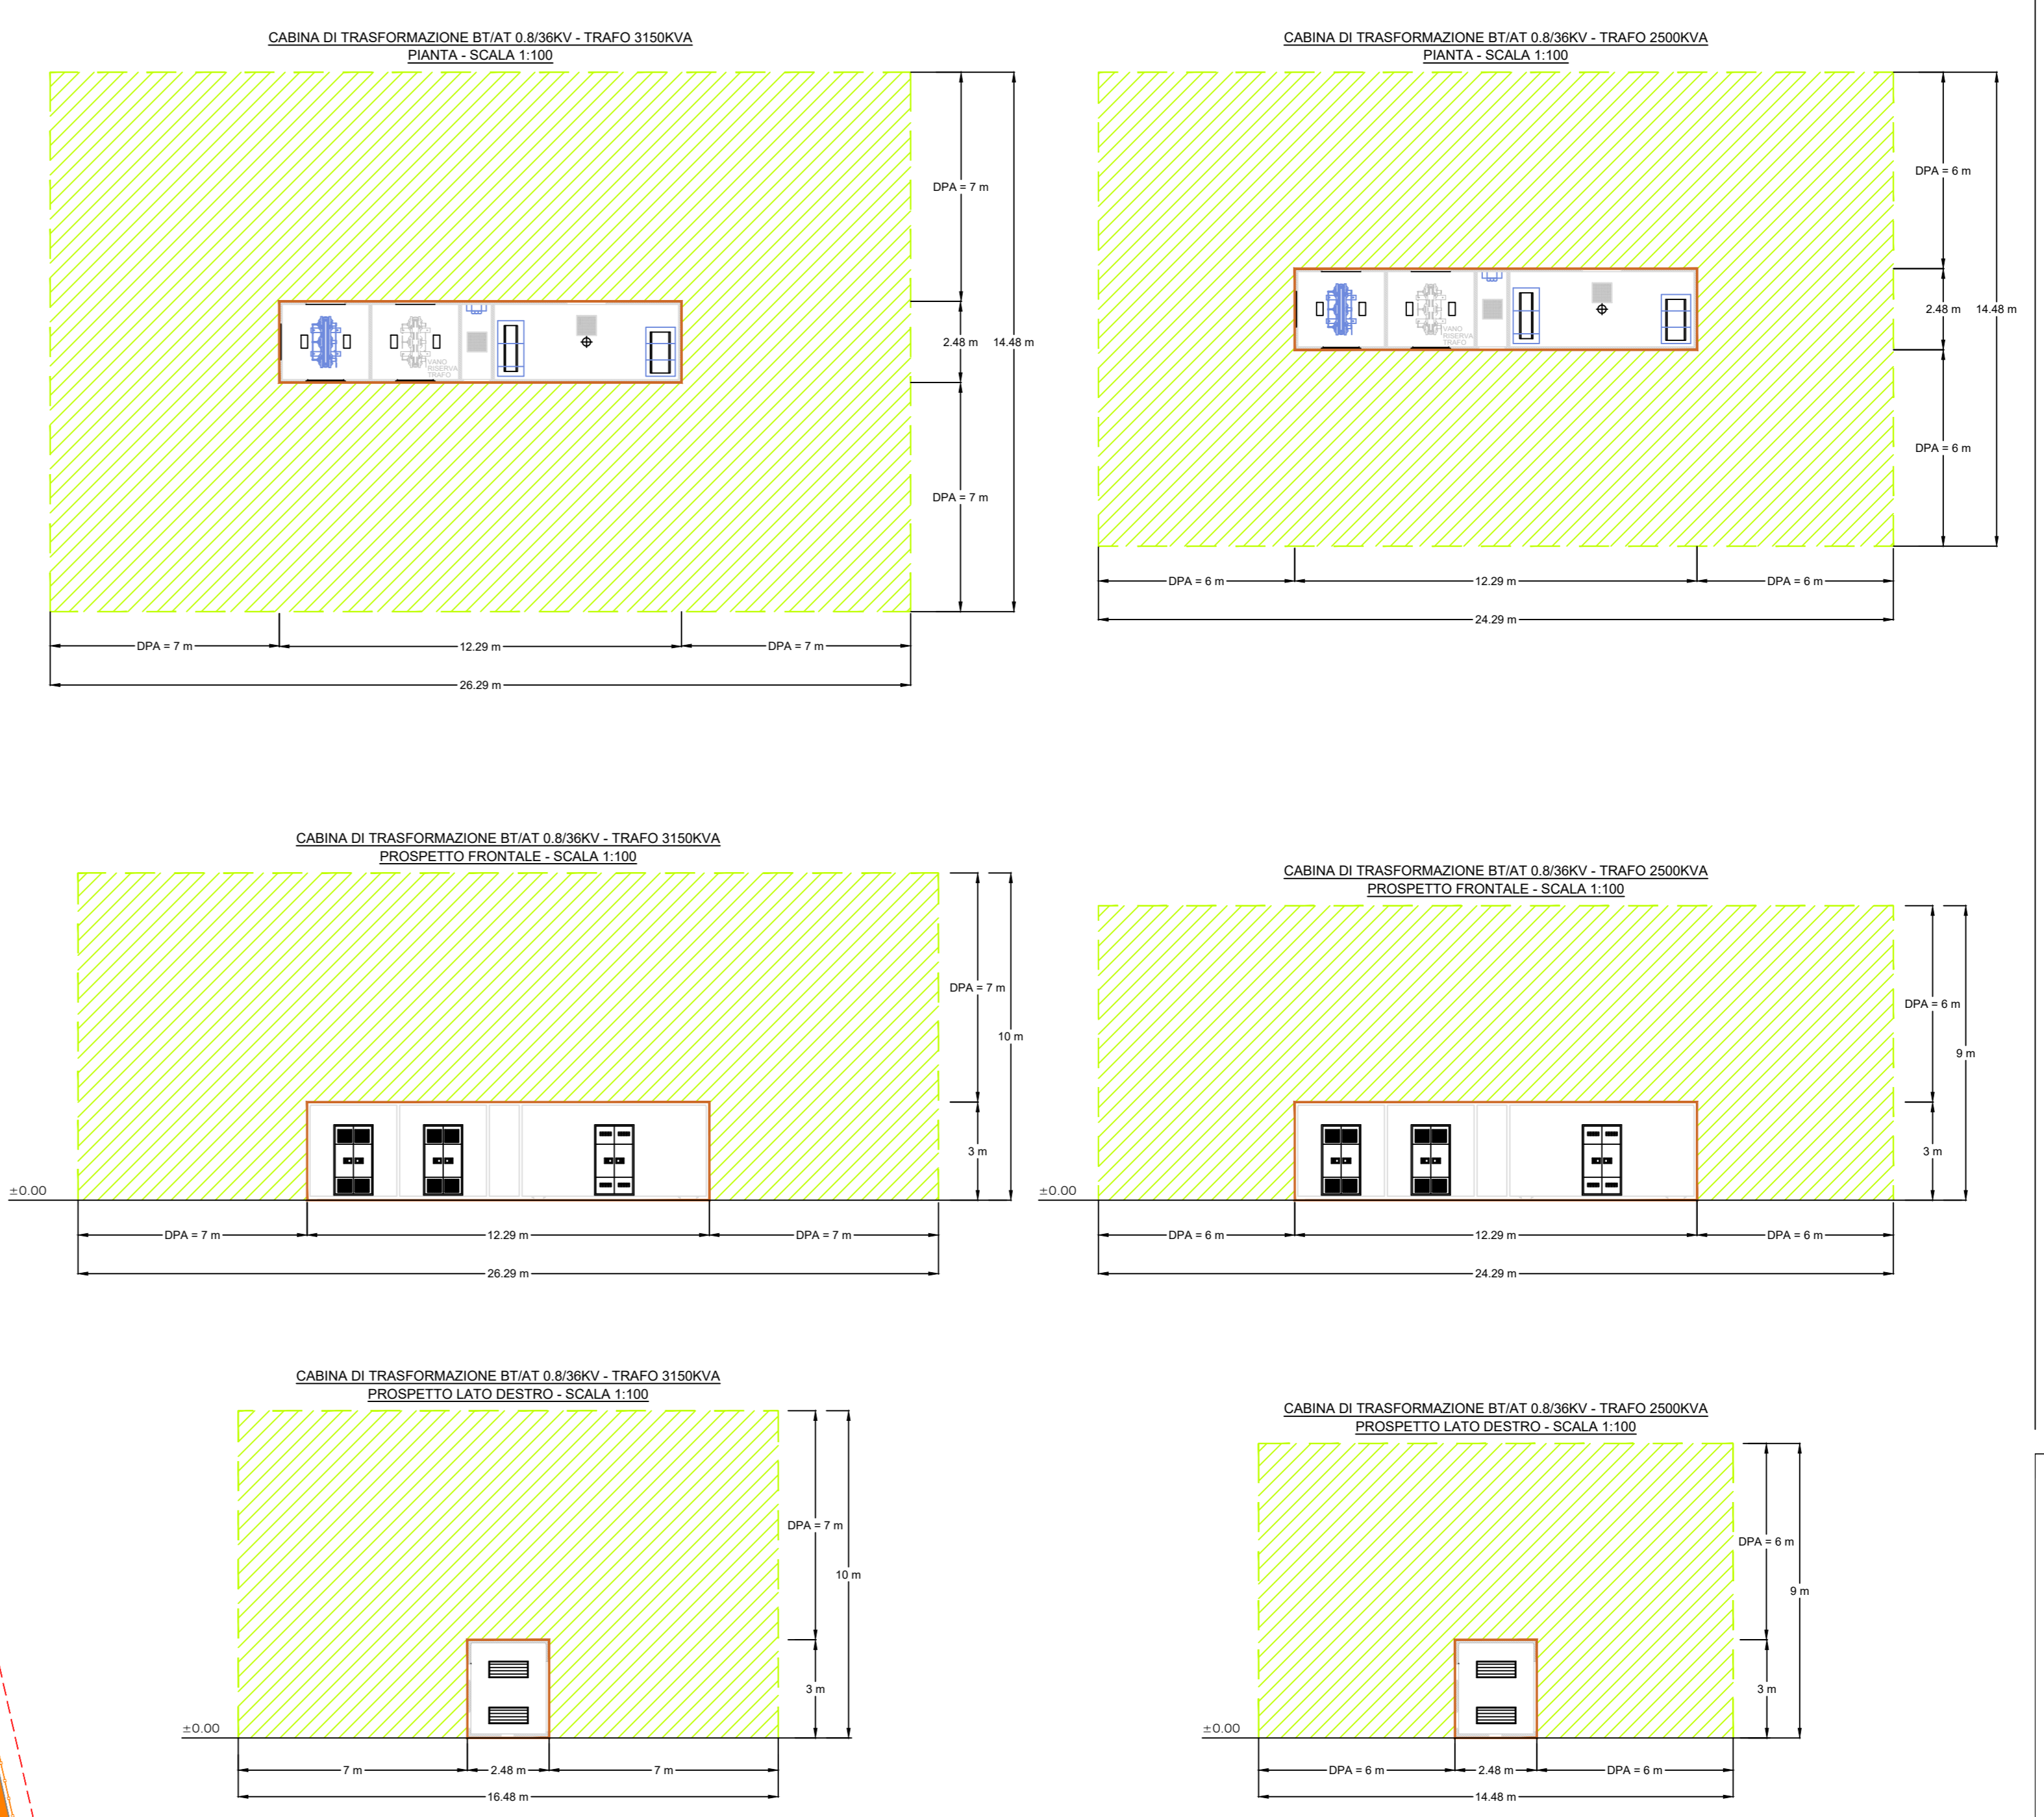 CABINA DI TRASFORMAZIONE BT/AT 0.8/36KV - TRAFO 3150KVA
PIANTA - SCALA 1:100
DPA = 7 m
2.48 m
14.48 m
DPA = 7 m
VANO
RISERVA
TRAFO
DPA = 7 m
12.29 m
DPA = 7 m
26.29 m
CABINA DI TRASFORMAZIONE BT/AT 0.8/36KV - TRAFO 2500KVA
PIANTA - SCALA 1:100
DPA = 6 m
2.48 m
14.48 m
DPA = 6 m
VANO
RISERVA
TRAFO
DPA = 6 m
12.29 m
DPA = 6 m
24.29 m
CABINA DI TRASFORMAZIONE BT/AT 0.8/36KV - TRAFO 3150KVA
PROSPETTO FRONTALE - SCALA 1:100
DPA = 7 m
10 m
3 m
±0.00
DPA = 7 m
12.29 m
DPA = 7 m
26.29 m
CABINA DI TRASFORMAZIONE BT/AT 0.8/36KV - TRAFO 2500KVA
PROSPETTO FRONTALE - SCALA 1:100
DPA = 6 m
9 m
3 m
±0.00
DPA = 6 m
12.29 m
DPA = 6 m
24.29 m
CABINA DI TRASFORMAZIONE BT/AT 0.8/36KV - TRAFO 3150KVA
PROSPETTO LATO DESTRO - SCALA 1:100
DPA = 7 m
10 m
3 m
±0.00
7 m
2.48 m
7 m
16.48 m
CABINA DI TRASFORMAZIONE BT/AT 0.8/36KV - TRAFO 2500KVA
PROSPETTO LATO DESTRO - SCALA 1:100
DPA = 6 m
9 m
3 m
±0.00
DPA = 6 m
2.48 m
DPA = 6 m
14.48 m